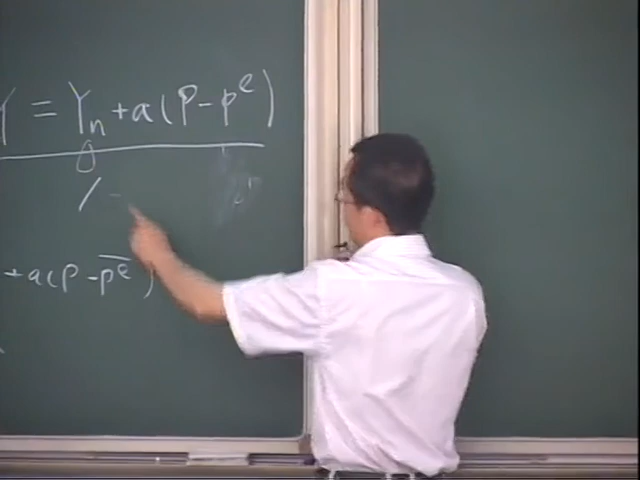 Y = Yn + a(P - pᵉ)
+ a(P - p̅ᵉ)